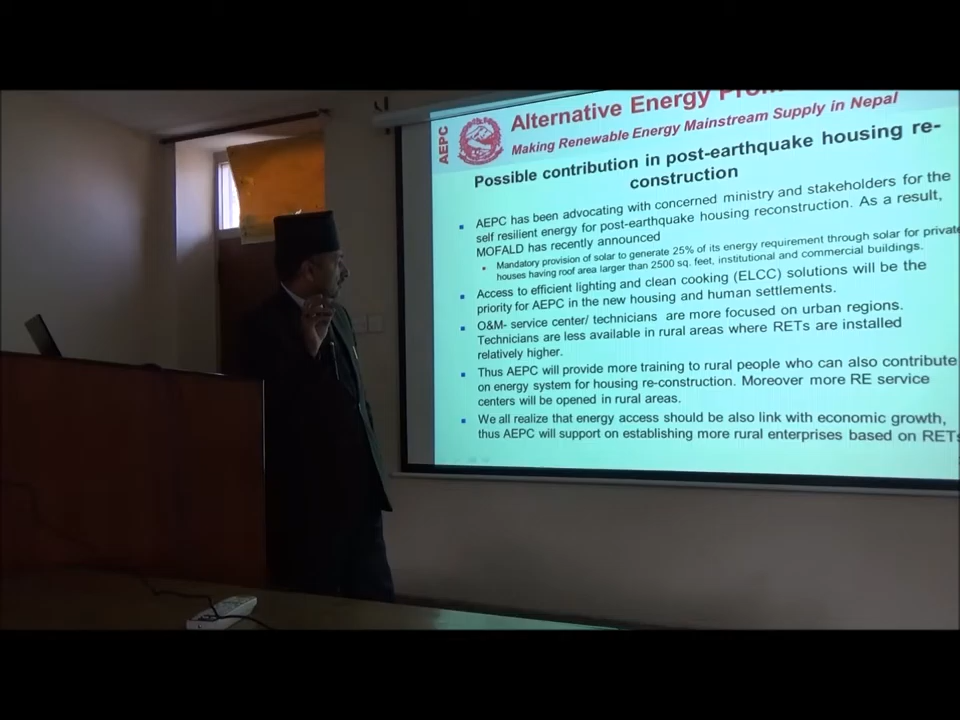 AEPC
Alternative Energy
Making Renewable Energy Mainstream Supply in Nepal
Possible contribution in post-earthquake housing re-
construction
AEPC has been advocating with concerned ministry and stakeholders for the
self resilient energy for post-earthquake housing reconstruction. As a result,
MOFALD has recently announced
Mandatory provision of solar to generate 25% of its energy requirement through solar for private
houses having roof area larger than 2500 sq. feet, institutional and commercial buildings.
Access to efficient lighting and clean cooking (ELCC) solutions will be the
priority for AEPC in the new housing and human settlements.
O&M- service center/ technicians are more focused on urban regions.
Technicians are less available in rural areas where RETs are installed
relatively higher.
Thus AEPC will provide more training to rural people who can also contribute
on energy system for housing re-construction. Moreover more RE service
centers will be opened in rural areas.
We all realize that energy access should be also link with economic growth,
thus AEPC will support on establishing more rural enterprises based on RETs